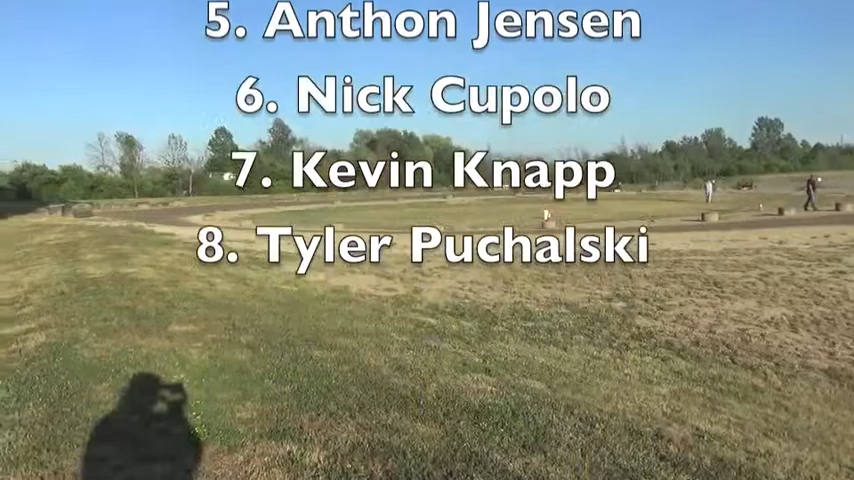 5. Anthon Jensen
6. Nick Cupolo
7. Kevin Knapp
8. Tyler Puchalski